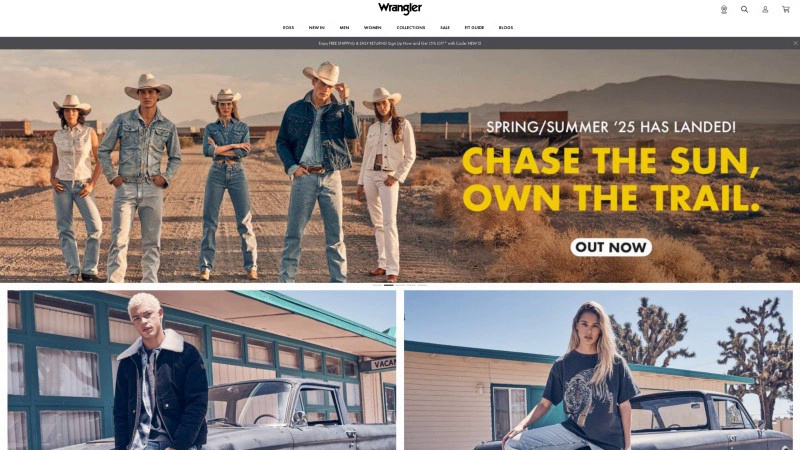 Wrangler
NEW IN
MEN
WOMEN
COLLECTIONS
SALE
FIT GUIDE
BLOGS
Enjoy FREE SHIPPING & EASY RETURNS! Sign Up Now and Get 15% OFF* with Code:
SPRING/SUMMER '25 HAS LANDED!
CHASE THE SUN,
OWN THE TRAIL.
OUT NOW
VACA